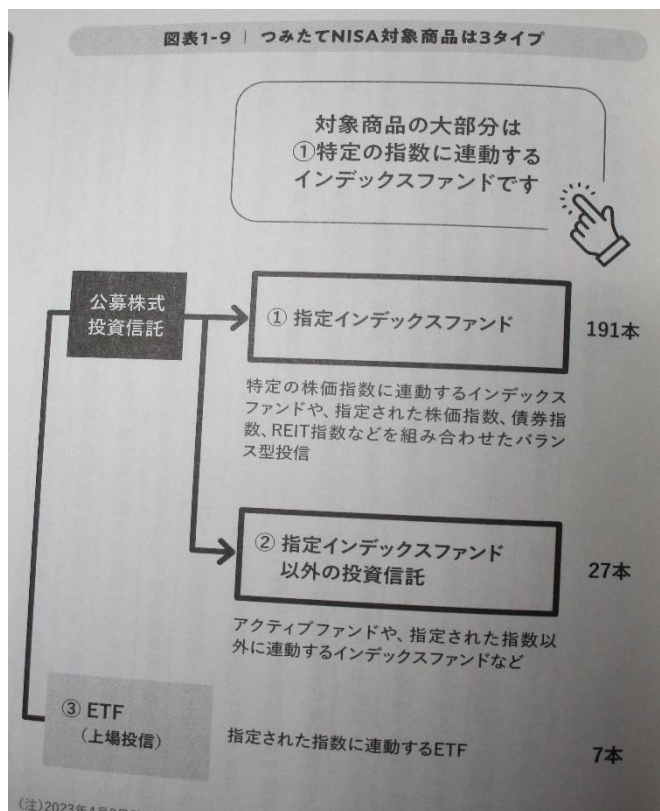 図表1-9 | つみたてNISA対象商品は3タイプ
対象商品の大部分は
①特定の指数に連動する
インデックスファンドです
公募株式
投資信託
① 指定インデックスファンド
191本
特定の株価指数に連動するインデックス
ファンドや、指定された株価指数、債券指
数、REIT指数などを組み合わせたバラン
ス型投信
② 指定インデックスファンド
以外の投資信託
27本
アクティブファンドや、指定された指数以
外に連動するインデックスファンドなど
③ ETF
(上場投信)
指定された指数に連動するETF
7本
(注)2023年4月